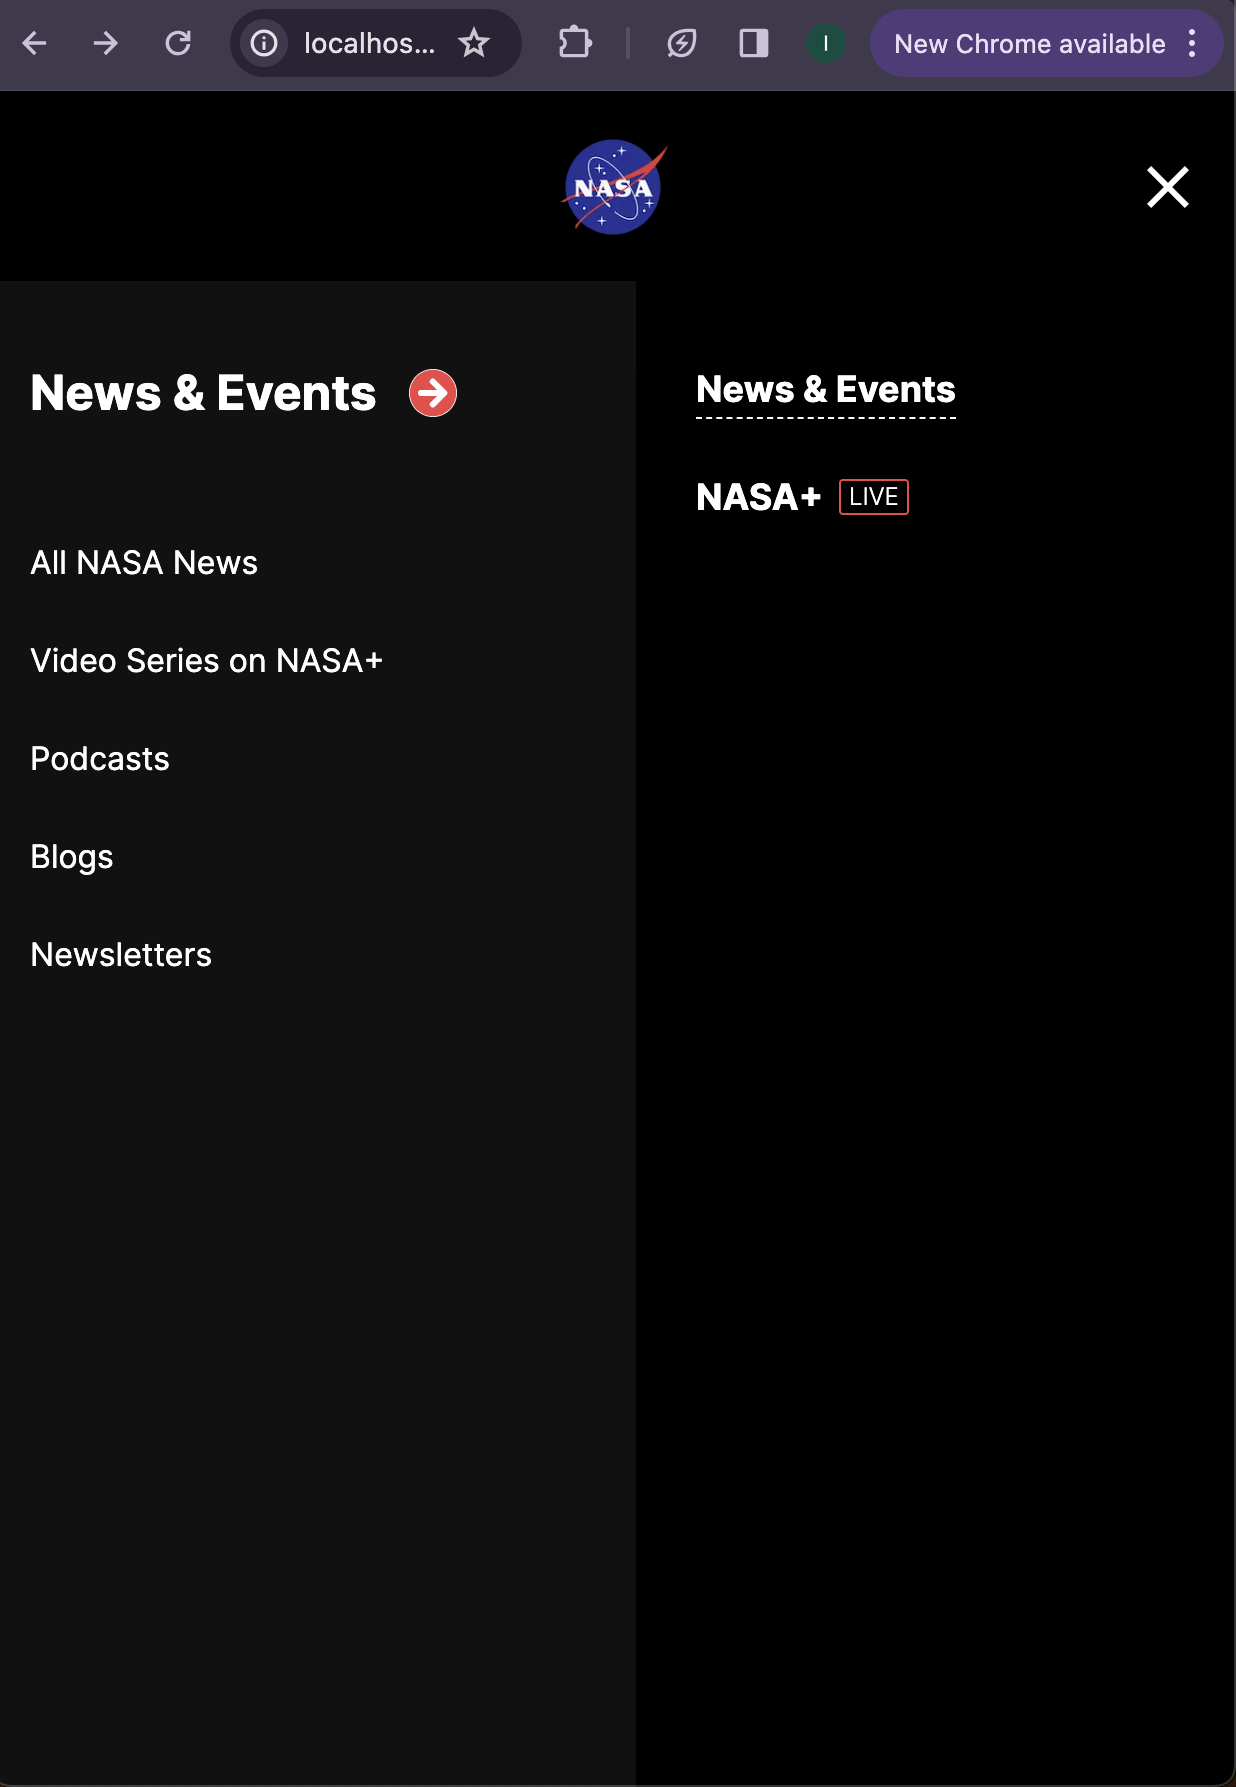 localhos...
I
New Chrome available
NASA
News & Events
All NASA News
Video Series on NASA+
Podcasts
Blogs
Newsletters
News & Events
NASA+ LIVE